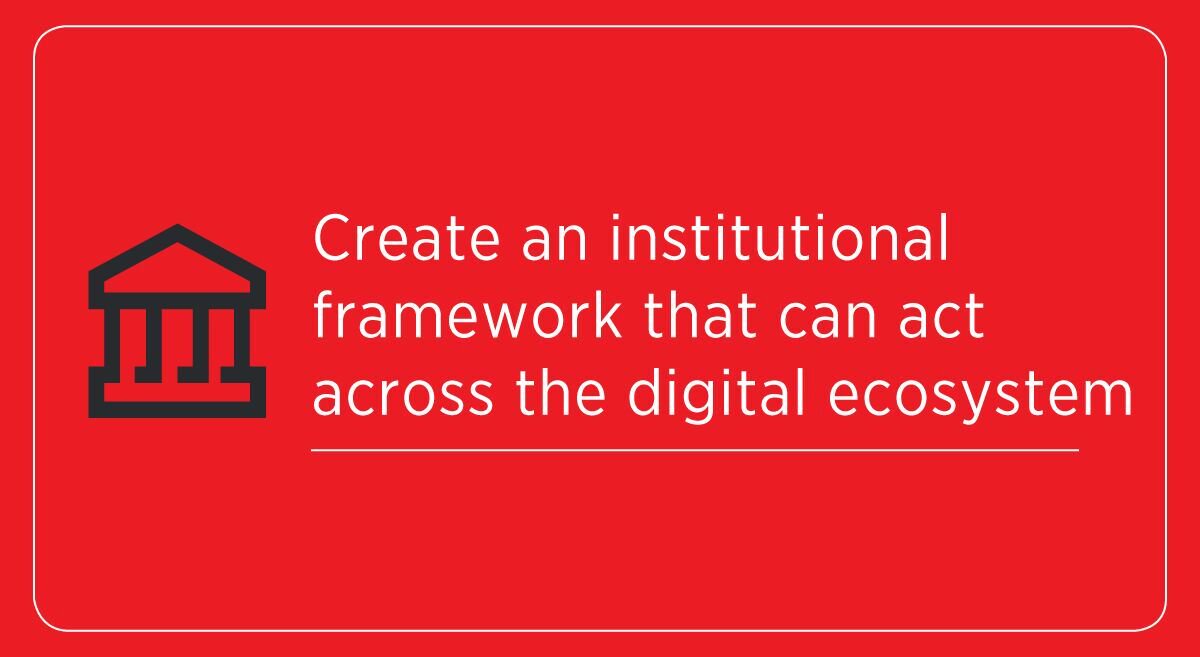 Create an institutional
framework that can act
across the digital ecosystem